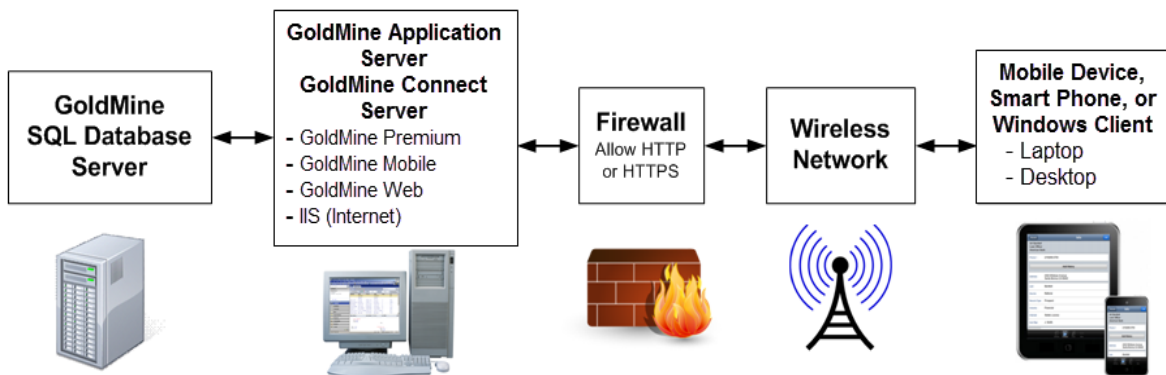 GoldMine
SQL Database
Server
GoldMine Application
Server
GoldMine Connect
Server
- GoldMine Premium
- GoldMine Mobile
- GoldMine Web
- IIS (Internet)
Firewall
Allow HTTP
or HTTPS
Wireless
Network
Mobile Device,
Smart Phone, or
Windows Client
- Laptop
- Desktop